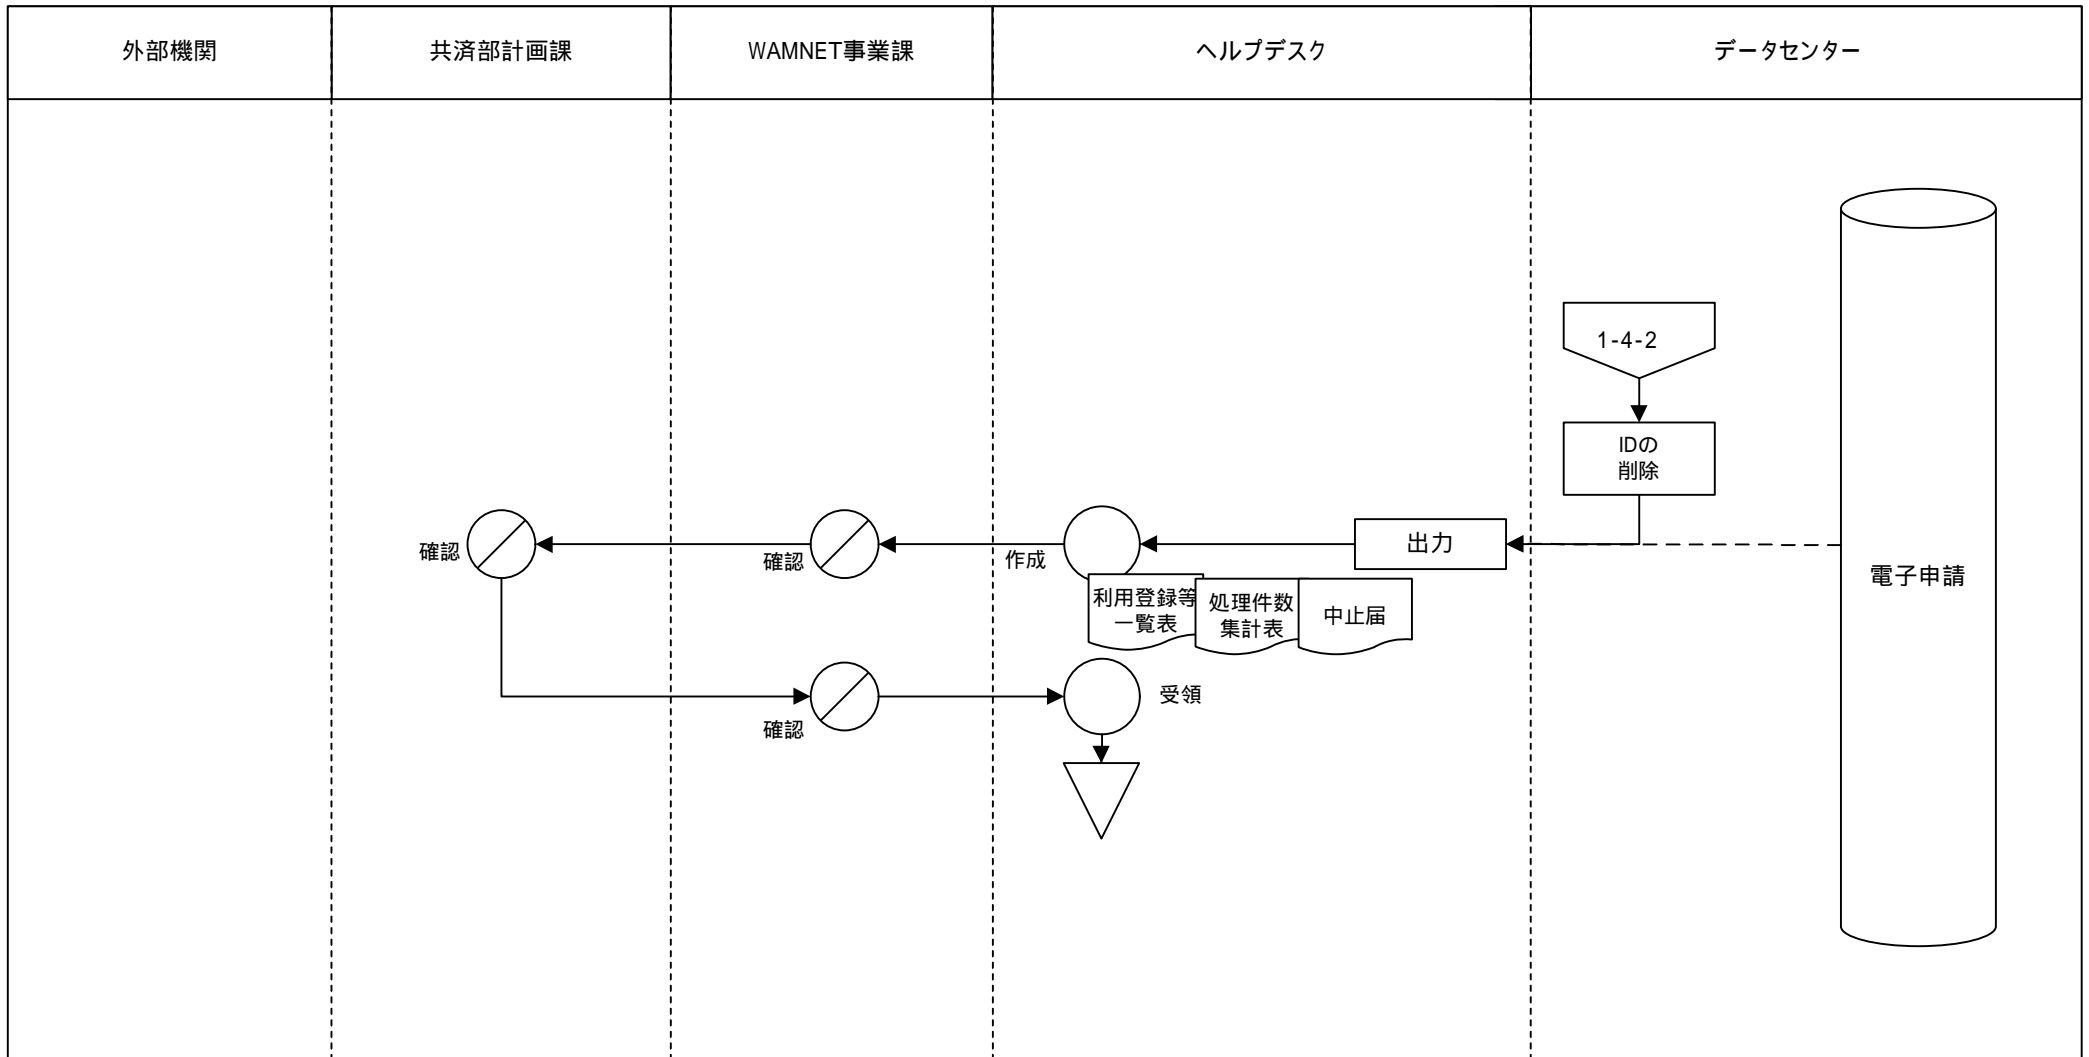 外部機関
共済部計画課
WAMNET事業課
ヘルプデスク
データセンター
1-4-2
IDの
削除
出力
電子申請
確認
確認
作成
利用登録等
一覧表
処理件数
集計表
中止届
確認
受領